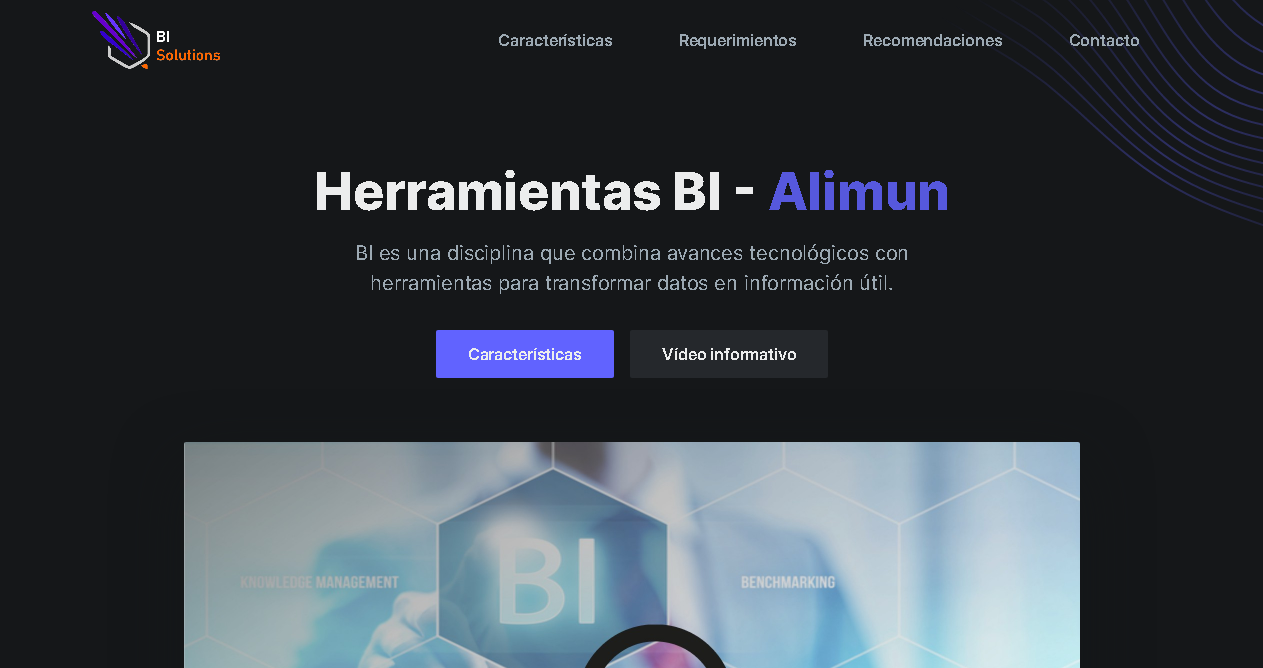 BI
Solutions
Características
Requerimientos
Recomendaciones
Contacto
Herramientas BI - Alimun
BI es una disciplina que combina avances tecnológicos con
herramientas para transformar datos en información útil.
Características
Vídeo informativo
KNOWLEDGE MANAGEMENT
BI
BENCHMARKING